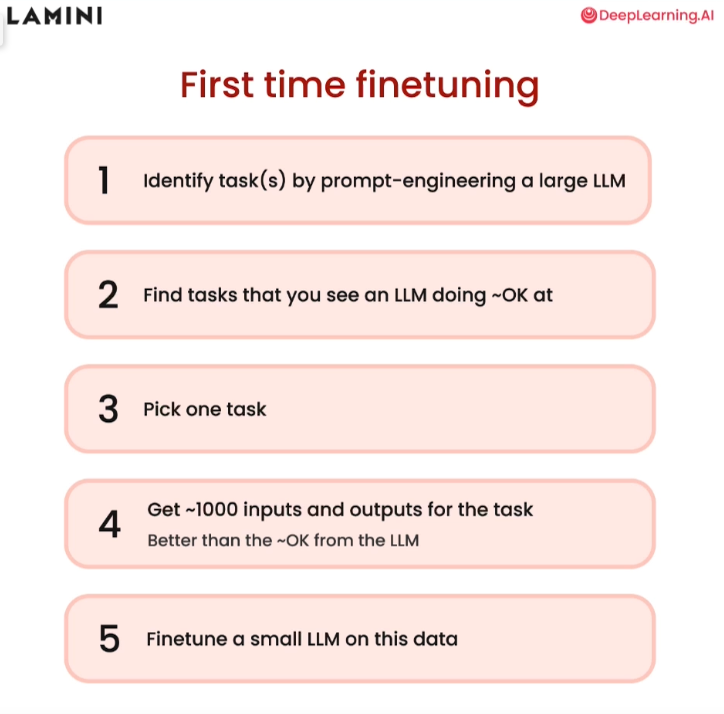 LAMINI
DeepLearning.AI
First time finetuning
1 Identify task(s) by prompt-engineering a large LLM
2 Find tasks that you see an LLM doing ~OK at
3 Pick one task
4 Get ~1000 inputs and outputs for the task
Better than the ~OK from the LLM
5 Finetune a small LLM on this data